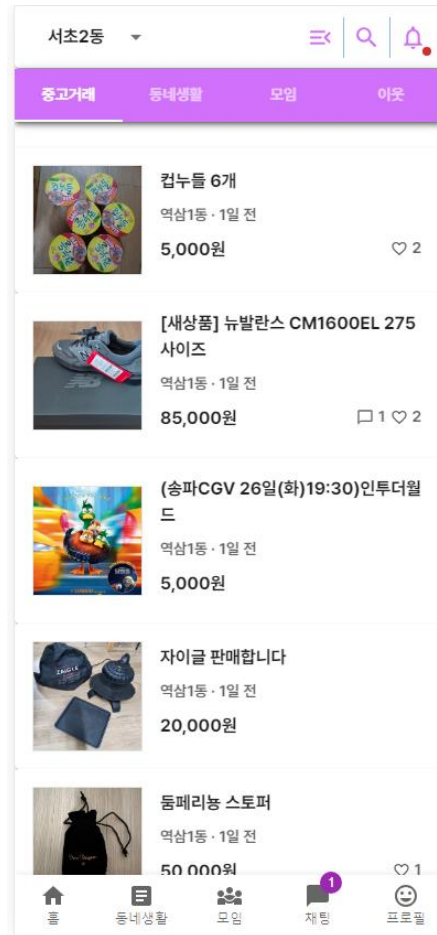 서초2동
중고거래 동네생활 모임 이웃
컵누들 6개
역삼1동 · 1일 전
5,000원
2
[새상품] 뉴발란스 CM1600EL 275
사이즈
역삼1동 · 1일 전
85,000원
1 2
(송파CGV 26일(화)19:30)인투더월
드
역삼1동 · 1일 전
5,000원
자이글 판매합니다
역삼1동 · 1일 전
20,000원
ZAIGLE
둠페리뇽 스토퍼
역삼1동 · 1일 전
50,000원
1
1
홈 동네생활 모임 채팅 프로필